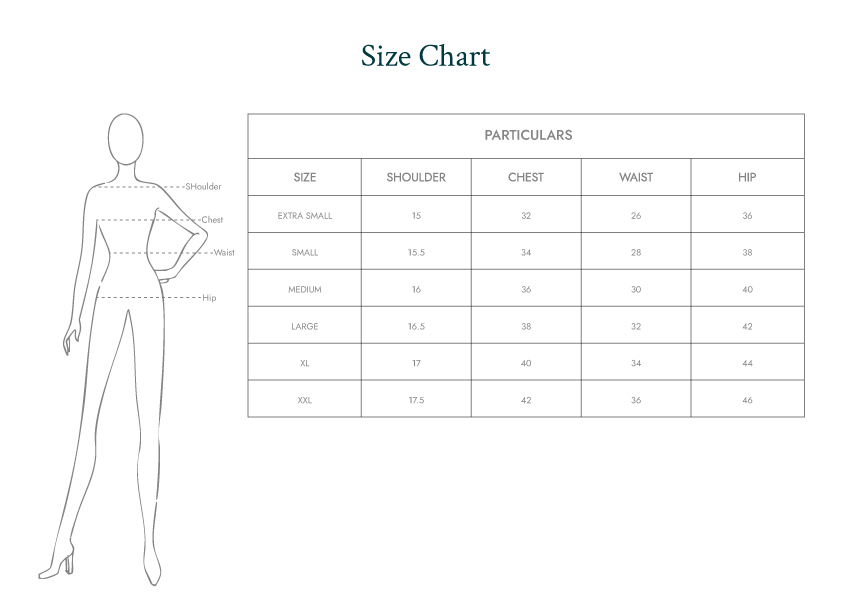 Size Chart
SHoulder
Chest
Waist
Hip
PARTICULARS
SIZE SHOULDER CHEST WAIST HIP
EXTRA SMALL 15 32 26 36
SMALL 15.5 34 28 38
MEDIUM 16 36 30 40
LARGE 16.5 38 32 42
XL 17 40 34 44
XXL 17.5 42 36 46